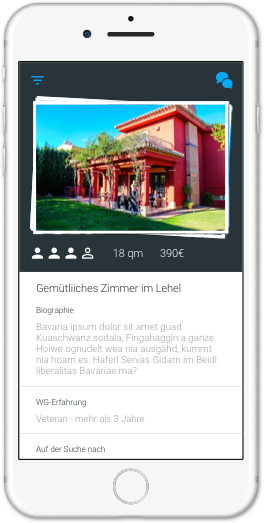 18 qm 390€
Gemütliiches Zimmer im Lehel
Biographie
Bavaria ipsum dolor sit amet guad
Kuaschwanz sodala, Fingahaggln a ganze
Hoiwe ognudelt wea nia ausgähd, kummt
nia hoam es. Haferl Servas Gidarn im Beidl
liberalitas Bavariae ma?
WG-Erfahrung
Veteran - mehr als 3 Jahre
Auf der Suche nach